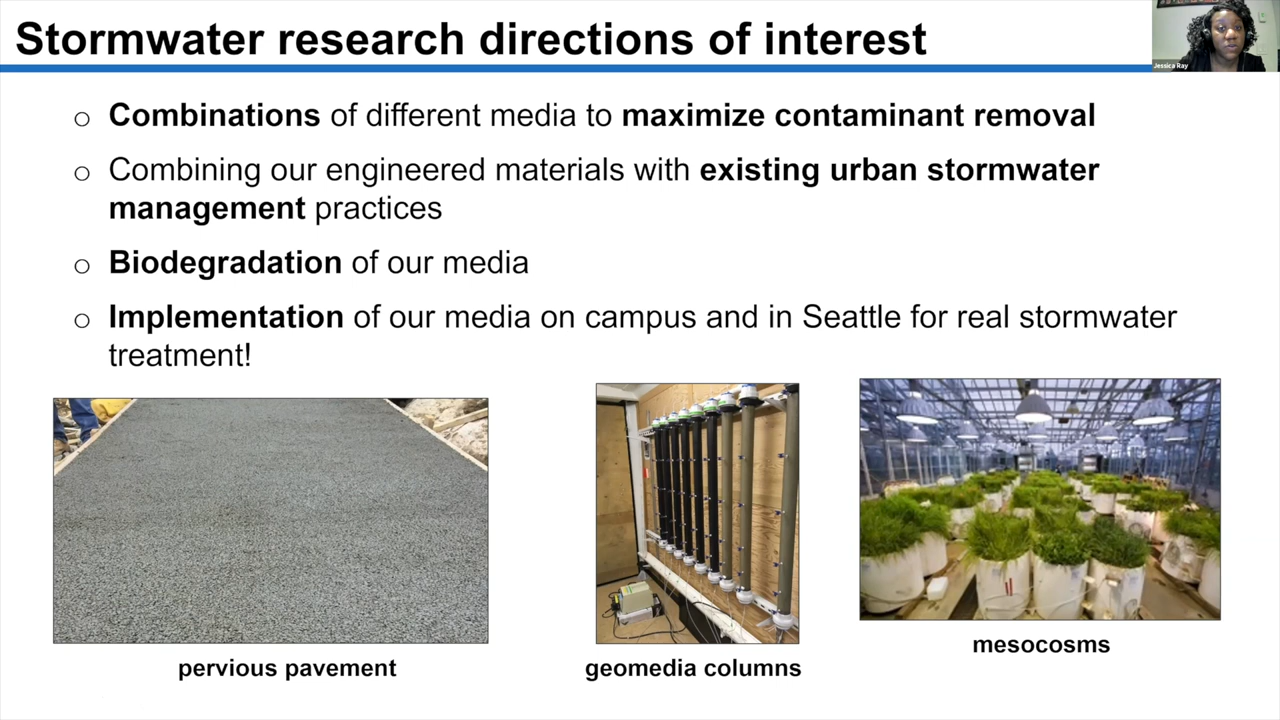 Stormwater research directions of interest
Jessica Ray
○ Combinations of different media to maximize contaminant removal
○ Combining our engineered materials with existing urban stormwater
management practices
○ Biodegradation of our media
○ Implementation of our media on campus and in Seattle for real stormwater
treatment!
pervious pavement
geomedia columns
mesocosms